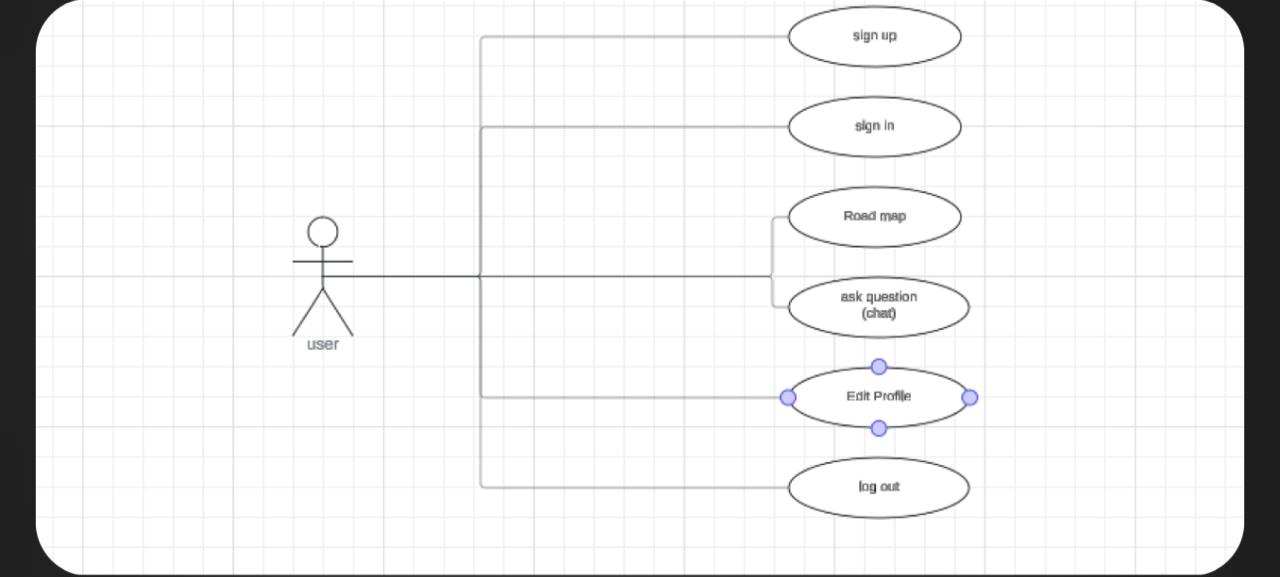 sign up
sign in
Road map
user
ask question
(chat)
Edit Profile
log out